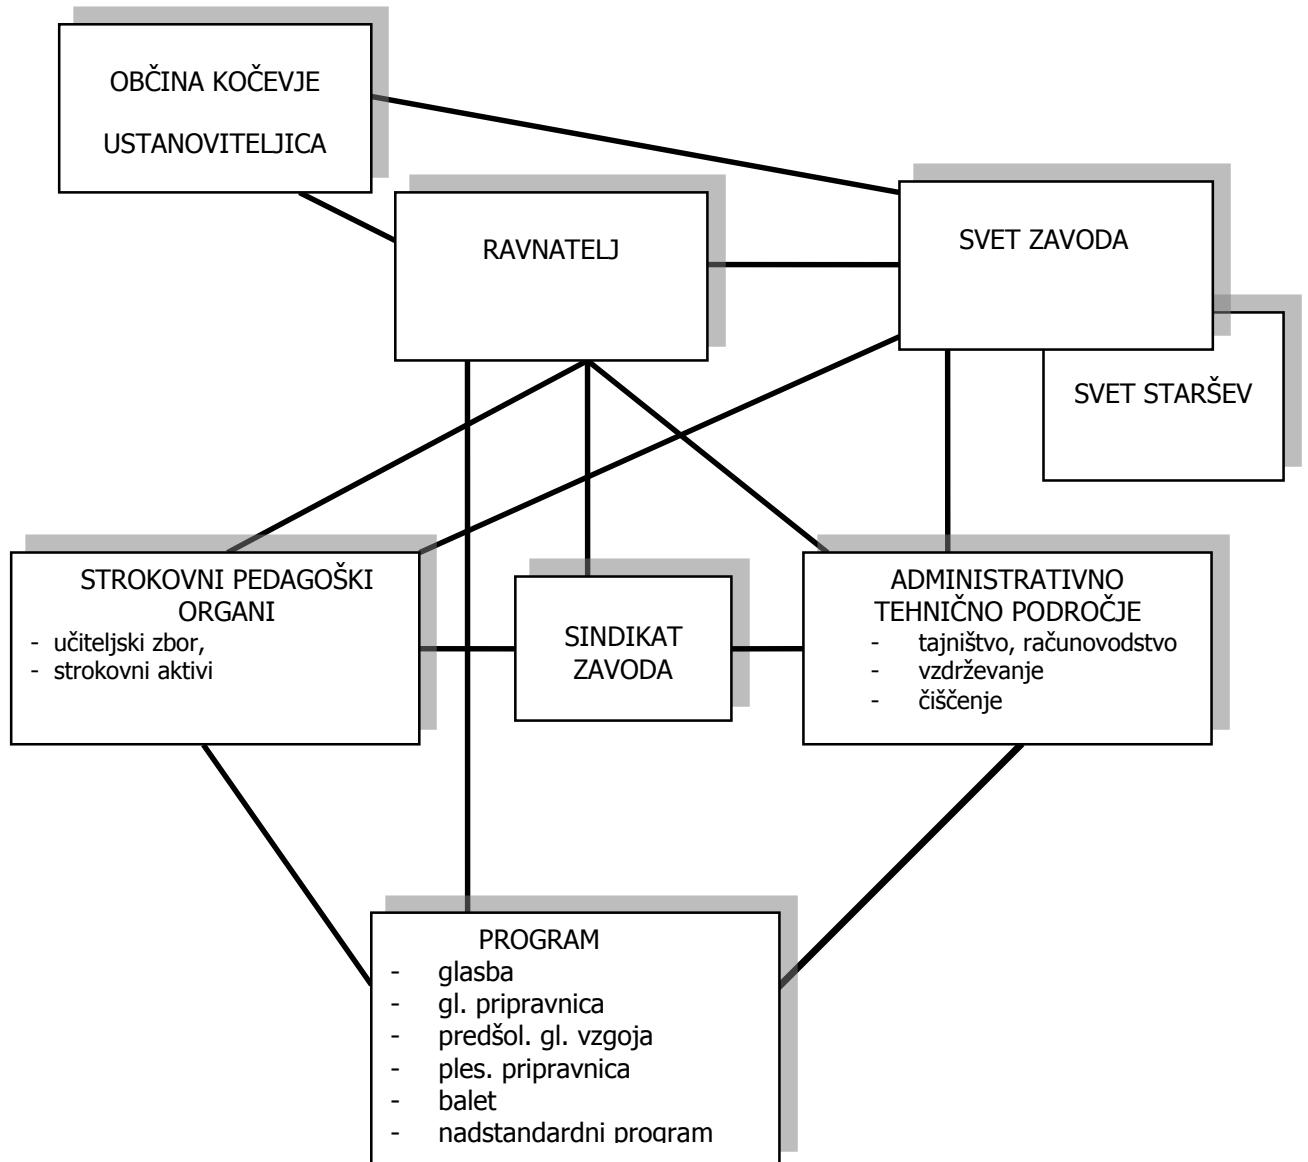 OBČINA KOČEVJE
USTANOVITELJICA
RAVNATELJ
SVET ZAVODA
SVET STARŠEV
STROKOVNI PEDAGOŠKI
ORGANI
- učiteljski zbor,
- strokovni aktivi
SINDIKAT
ZAVODA
ADMINISTRATIVNO
TEHNIČNO PODROČJE
- tajništvo, računovodstvo
- vzdrževanje
- čiščenje
PROGRAM
- glasba
- gl. pripravnica
- predšol. gl. vzgoja
- ples. pripravnica
- balet
- nadstandardni program